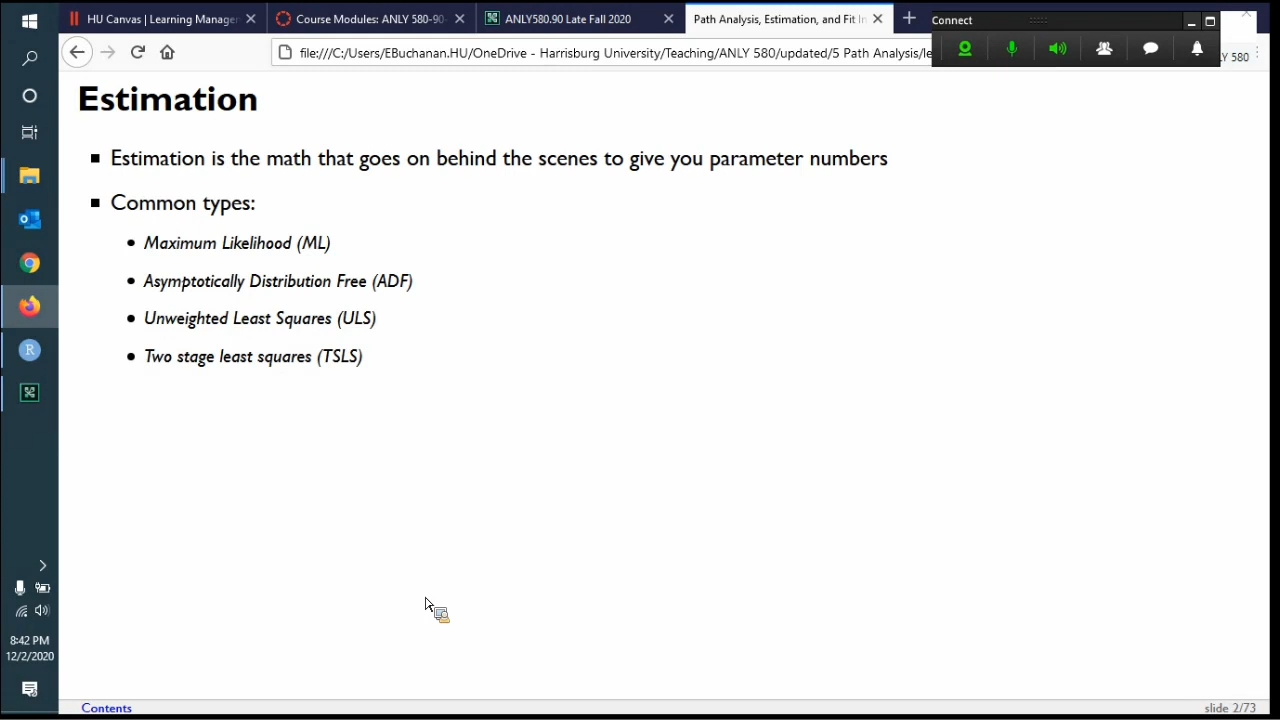 HU Canvas | Learning Manage
Course Modules: ANLY 580-90-
ANLY580.90 Late Fall 2020
Path Analysis, Estimation, and Fit In
Connect
file:///C:/Users/EBuchanan.HU/OneDrive - Harrisburg University/Teaching/ANLY 580/updated/5 Path Analysis/le
LY 580
Estimation
Estimation is the math that goes on behind the scenes to give you parameter numbers
Common types:
Maximum Likelihood (ML)
Asymptotically Distribution Free (ADF)
Unweighted Least Squares (ULS)
Two stage least squares (TSLS)
R
8:42 PM
12/2/2020
Contents
slide 2/73